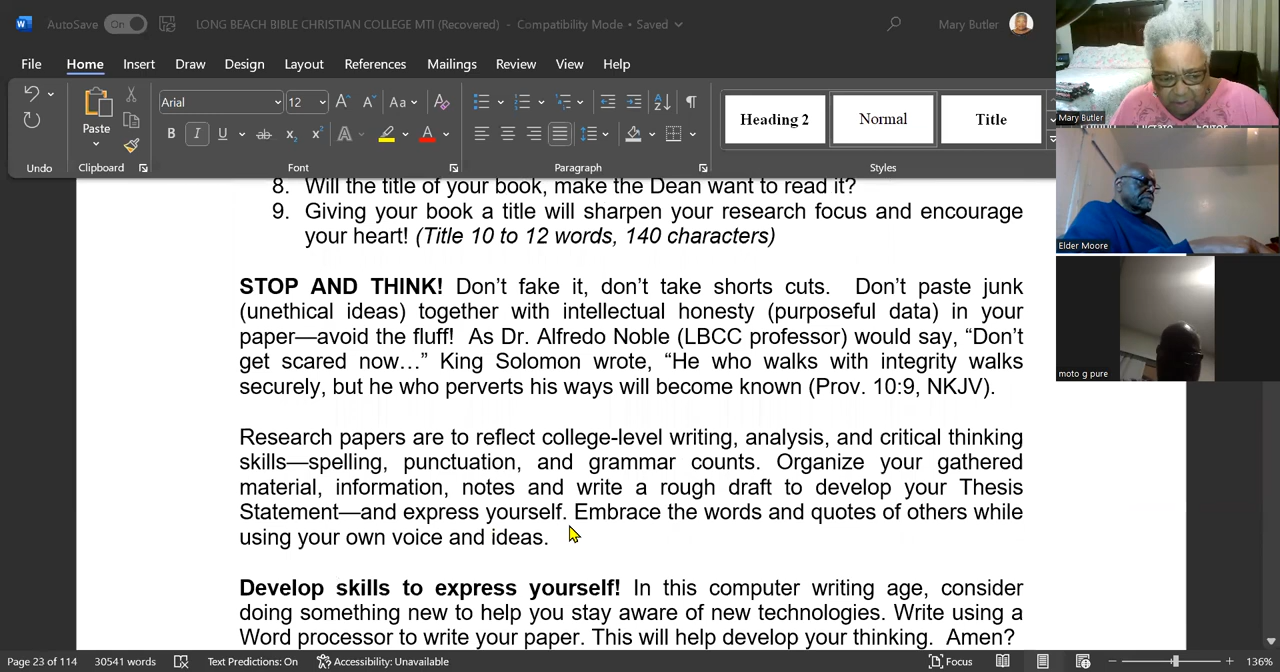 AutoSave On LONG BEACH BIBLE CHRISTIAN COLLEGE MTI (Recovered) - Compatibility Mode • Saved Mary Butler
File Home Insert Draw Design Layout References Mailings Review View Help
Arial 12 Aa
Paste
Undo Clipboard Font Paragraph Styles
Heading 2 Normal Title
Mary Butler
Elder Moore
moto g pure
8. Will the title of your book, make the Dean want to read it?
9. Giving your book a title will sharpen your research focus and encourage
your heart! (Title 10 to 12 words, 140 characters)
STOP AND THINK! Don't fake it, don't take shorts cuts. Don't paste junk
(unethical ideas) together with intellectual honesty (purposeful data) in your
paper—avoid the fluff! As Dr. Alfredo Noble (LBCC professor) would say, “Don't
get scared now…” King Solomon wrote, “He who walks with integrity walks
securely, but he who perverts his ways will become known (Prov. 10:9, NKJV).
Research papers are to reflect college-level writing, analysis, and critical thinking
skills—spelling, punctuation, and grammar counts. Organize your gathered
material, information, notes and write a rough draft to develop your Thesis
Statement—and express yourself. Embrace the words and quotes of others while
using your own voice and ideas.
Develop skills to express yourself! In this computer writing age, consider
doing something new to help you stay aware of new technologies. Write using a
Word processor to write your paper. This will help develop your thinking. Amen?
Page 23 of 114 30541 words Text Predictions: On Accessibility: Unavailable Focus 136%